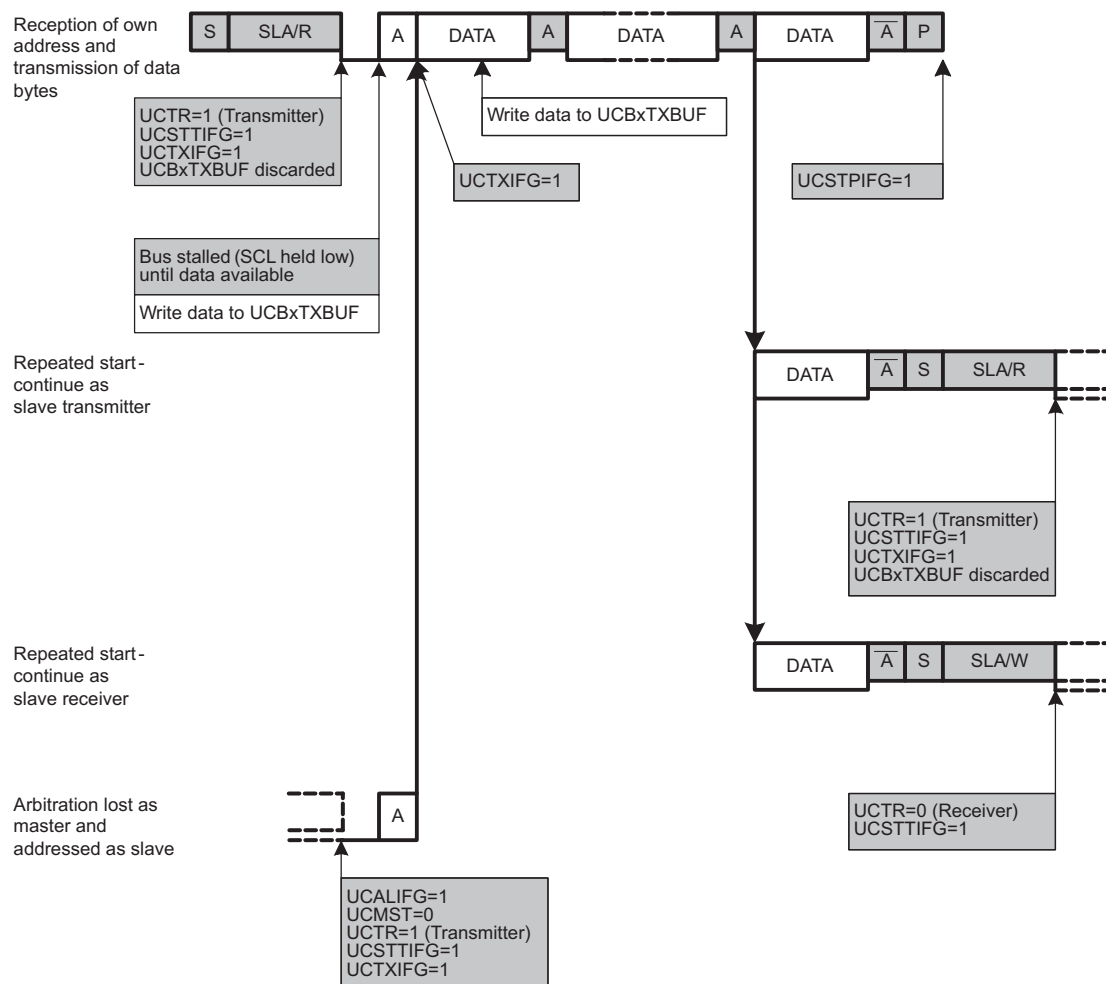 Reception of own
address and
transmission of data
bytes
S SLA/R A DATA A DATA A DATA A P
UCTR=1 (Transmitter)
UCSTTIFG=1
UCTXIFG=1
UCBxTXBUF discarded
Write data to UCBxTXBUF
UCTXIFG=1
UCSTPIFG=1
Bus stalled (SCL held low)
until data available
Write data to UCBxTXBUF
Repeated start-
continue as
slave transmitter
DATA A S SLA/R
UCTR=1 (Transmitter)
UCSTTIFG=1
UCTXIFG=1
UCBxTXBUF discarded
Repeated start-
continue as
slave receiver
DATA A S SLA/W
UCTR=0 (Receiver)
UCSTTIFG=1
Arbitration lost as
master and
addressed as slave
A
UCALIFG=1
UCMST=0
UCTR=1 (Transmitter)
UCSTTIFG=1
UCTXIFG=1